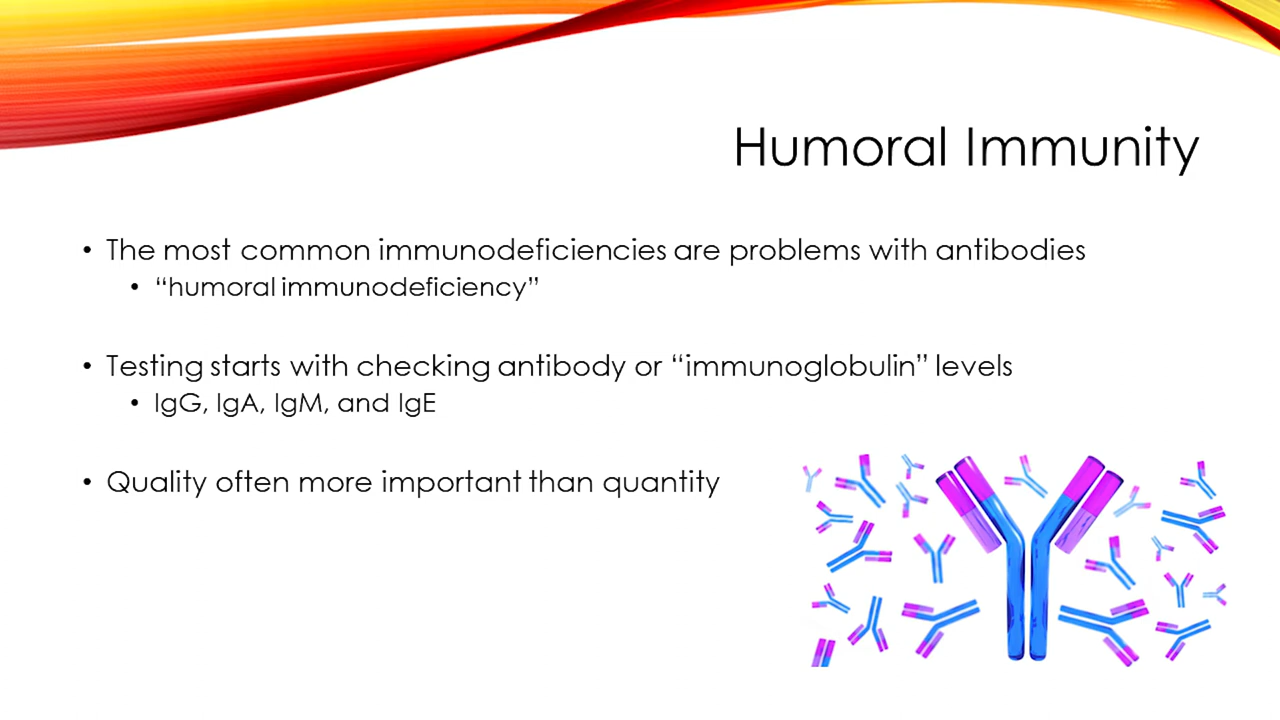 Humoral Immunity
• The most common immunodeficiencies are problems with antibodies
• “humoral immunodeficiency”
• Testing starts with checking antibody or “immunoglobulin” levels
• IgG, IgA, IgM, and IgE
• Quality often more important than quantity